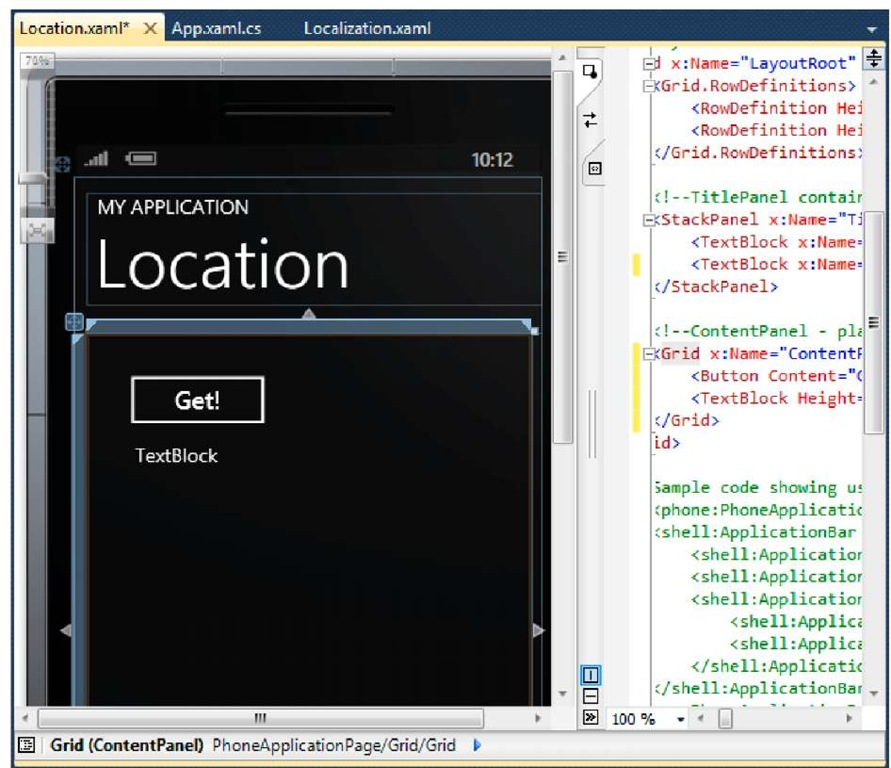 Location.xaml* × App.xaml.cs Localization.xaml
70%
10:12
MY APPLICATION
Location
Get!
TextBlock
d x:Name="LayoutRoot"
<Grid.RowDefinitions>
<RowDefinition Hei
<RowDefinition Hei
</Grid.RowDefinitions>
<!--TitlePanel contain
<StackPanel x:Name="Ti
<TextBlock x:Name=
<TextBlock x:Name=
</StackPanel>
<!--ContentPanel - pla
<Grid x:Name="ContentP
<Button Content="G
<TextBlock Height=
</Grid>
id>
Sample code showing us
<phone:PhoneApplicatio
<shell:ApplicationBar
<shell:Application
<shell:Application
<shell:Application
<shell:Applica
<shell:Applica
</shell:Applicatio
</shell:ApplicationBar
100 %
Grid (ContentPanel) PhoneApplicationPage/Grid/Grid